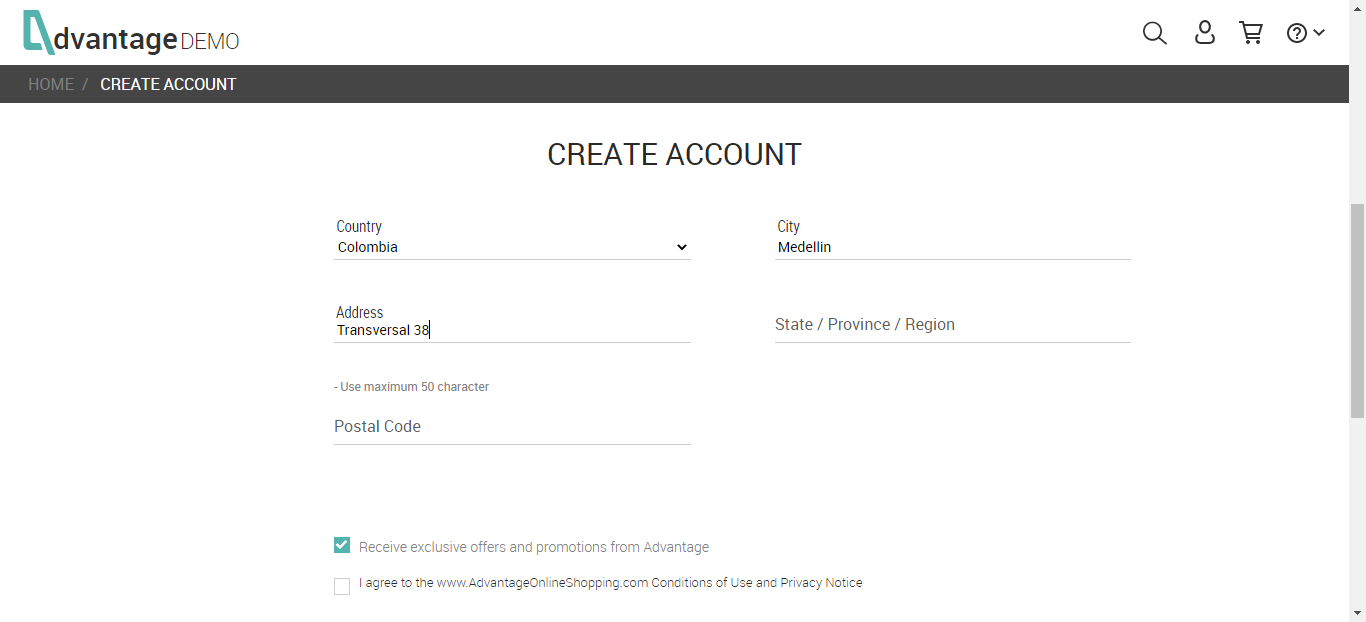 dvantage DEMO
HOME / CREATE ACCOUNT
CREATE ACCOUNT
Country City
Colombia Medellin
Address
Transversal 38
State / Province / Region
- Use maximum 50 character
Postal Code
Receive exclusive offers and promotions from Advantage
I agree to the www.AdvantageOnlineShopping.com Conditions of Use and Privacy Notice